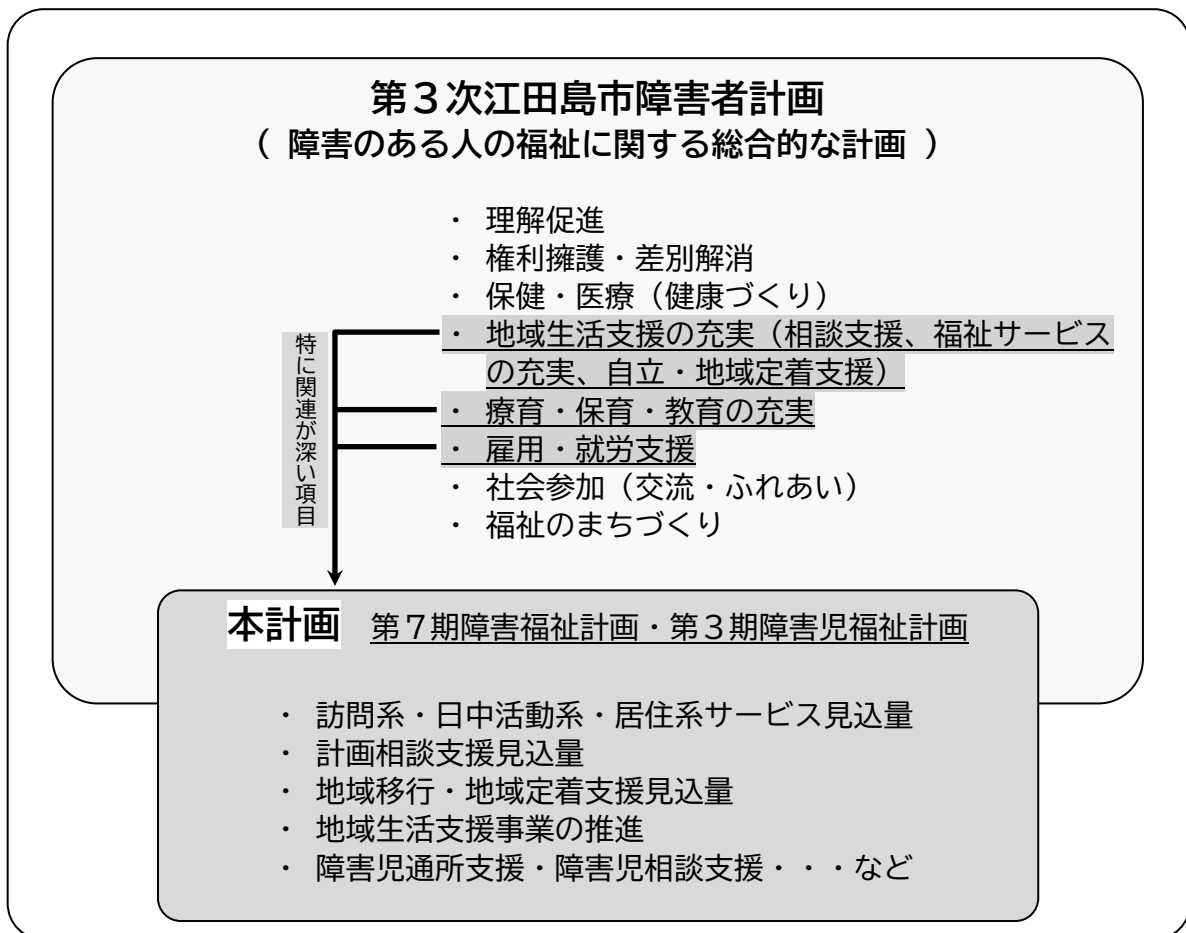 第３次江田島市障害者計画
（ 障害のある人の福祉に関する総合的な計画 ）
・ 理解促進
・ 権利擁護・差別解消
・ 保健・医療（健康づくり）
・ 地域生活支援の充実（相談支援、福祉サービス
の充実、自立・地域定着支援）
・ 療育・保育・教育の充実
・ 雇用・就労支援
・ 社会参加（交流・ふれあい）
・ 福祉のまちづくり
特に関連が深い項目
本計画 第７期障害福祉計画・第３期障害児福祉計画
・ 訪問系・日中活動系・居住系サービス見込量
・ 計画相談支援見込量
・ 地域移行・地域定着支援見込量
・ 地域生活支援事業の推進
・ 障害児通所支援・障害児相談支援・・・など